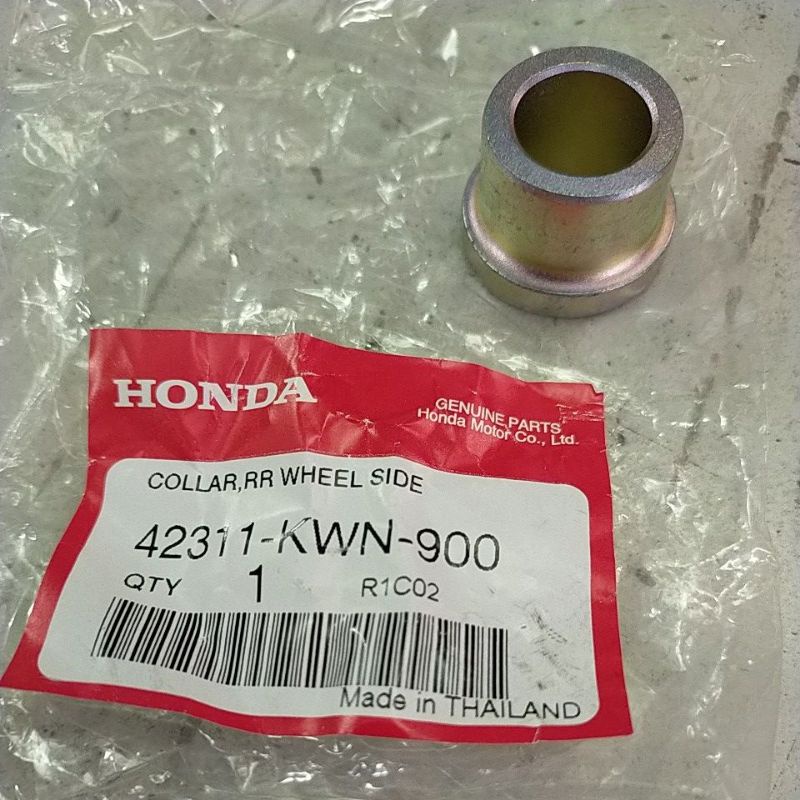 HONDA
GENUINE PARTS
Honda Motor Co., Ltd.
COLLAR,RR WHEEL SIDE
42311-KWN-900
QTY 1 R1C02
Made in THAILAND